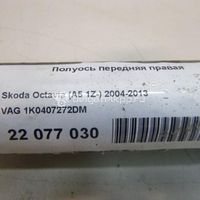 Полуось передняя правая
Skoda Octavia (A5 1Z-) 2004-2013
VAG 1K0407272DM
22 077 030